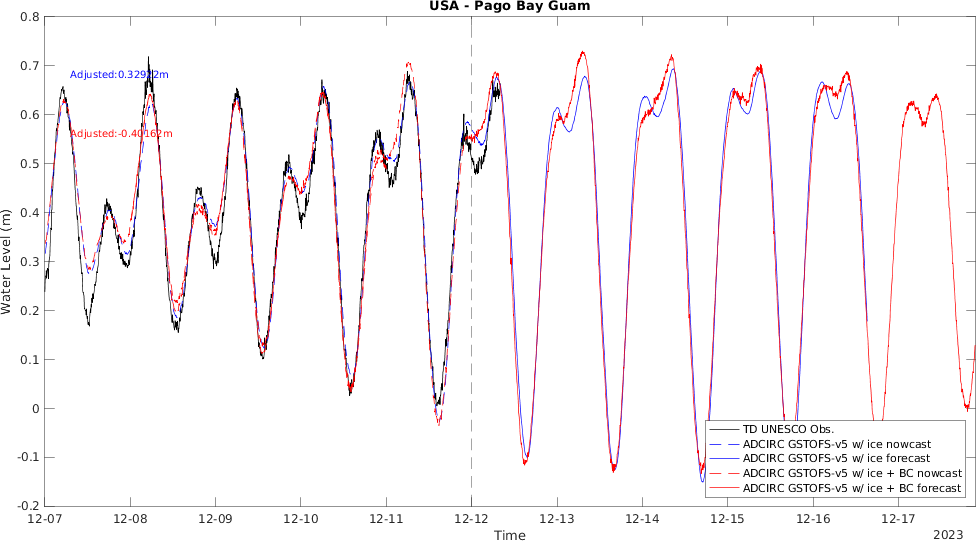 USA - Pago Bay Guam
0.8
0.7
0.6
0.5
0.4
0.3
0.2
0.1
0
-0.1
-0.2
Water Level (m)
Adjusted:0.32922m
Adjusted:-0.40162m
TD UNESCO Obs.
ADCIRC GSTOFS-v5 w/ ice nowcast
ADCIRC GSTOFS-v5 w/ ice forecast
ADCIRC GSTOFS-v5 w/ ice + BC nowcast
ADCIRC GSTOFS-v5 w/ ice + BC forecast
12-07 12-08 12-09 12-10 12-11 12-12 12-13 12-14 12-15 12-16 12-17
Time
2023